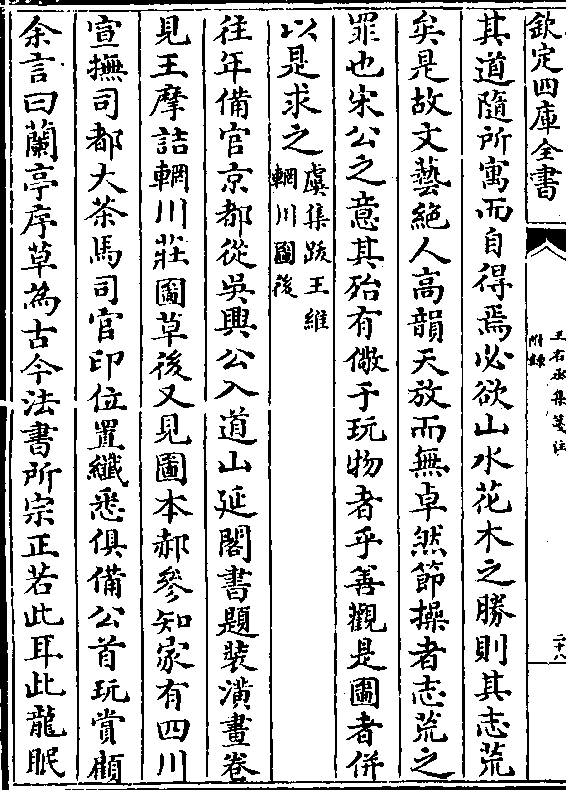 欽定四庫全書
王右丞集箋注
附錄
二十八
其道隨所寓而自得焉必欲山水花木之勝則其志荒
矣是故文藝絕人高韻天放而無卓然節操者志荒之
罪也宋公之意其殆有儆于玩物者乎善觀是圖者併
以是求之虞集跋王維輞川圖後
往年備官京都從吳興公入道山延閣書題裝潢畫卷
見王摩詰輞川莊圖草後又見圖本郝參知家有四川
宣撫司都大茶馬司官印位置纖悉俱備公首玩賞顧
余言曰蘭亭序草為古今法書所宗正若此耳此龍眠